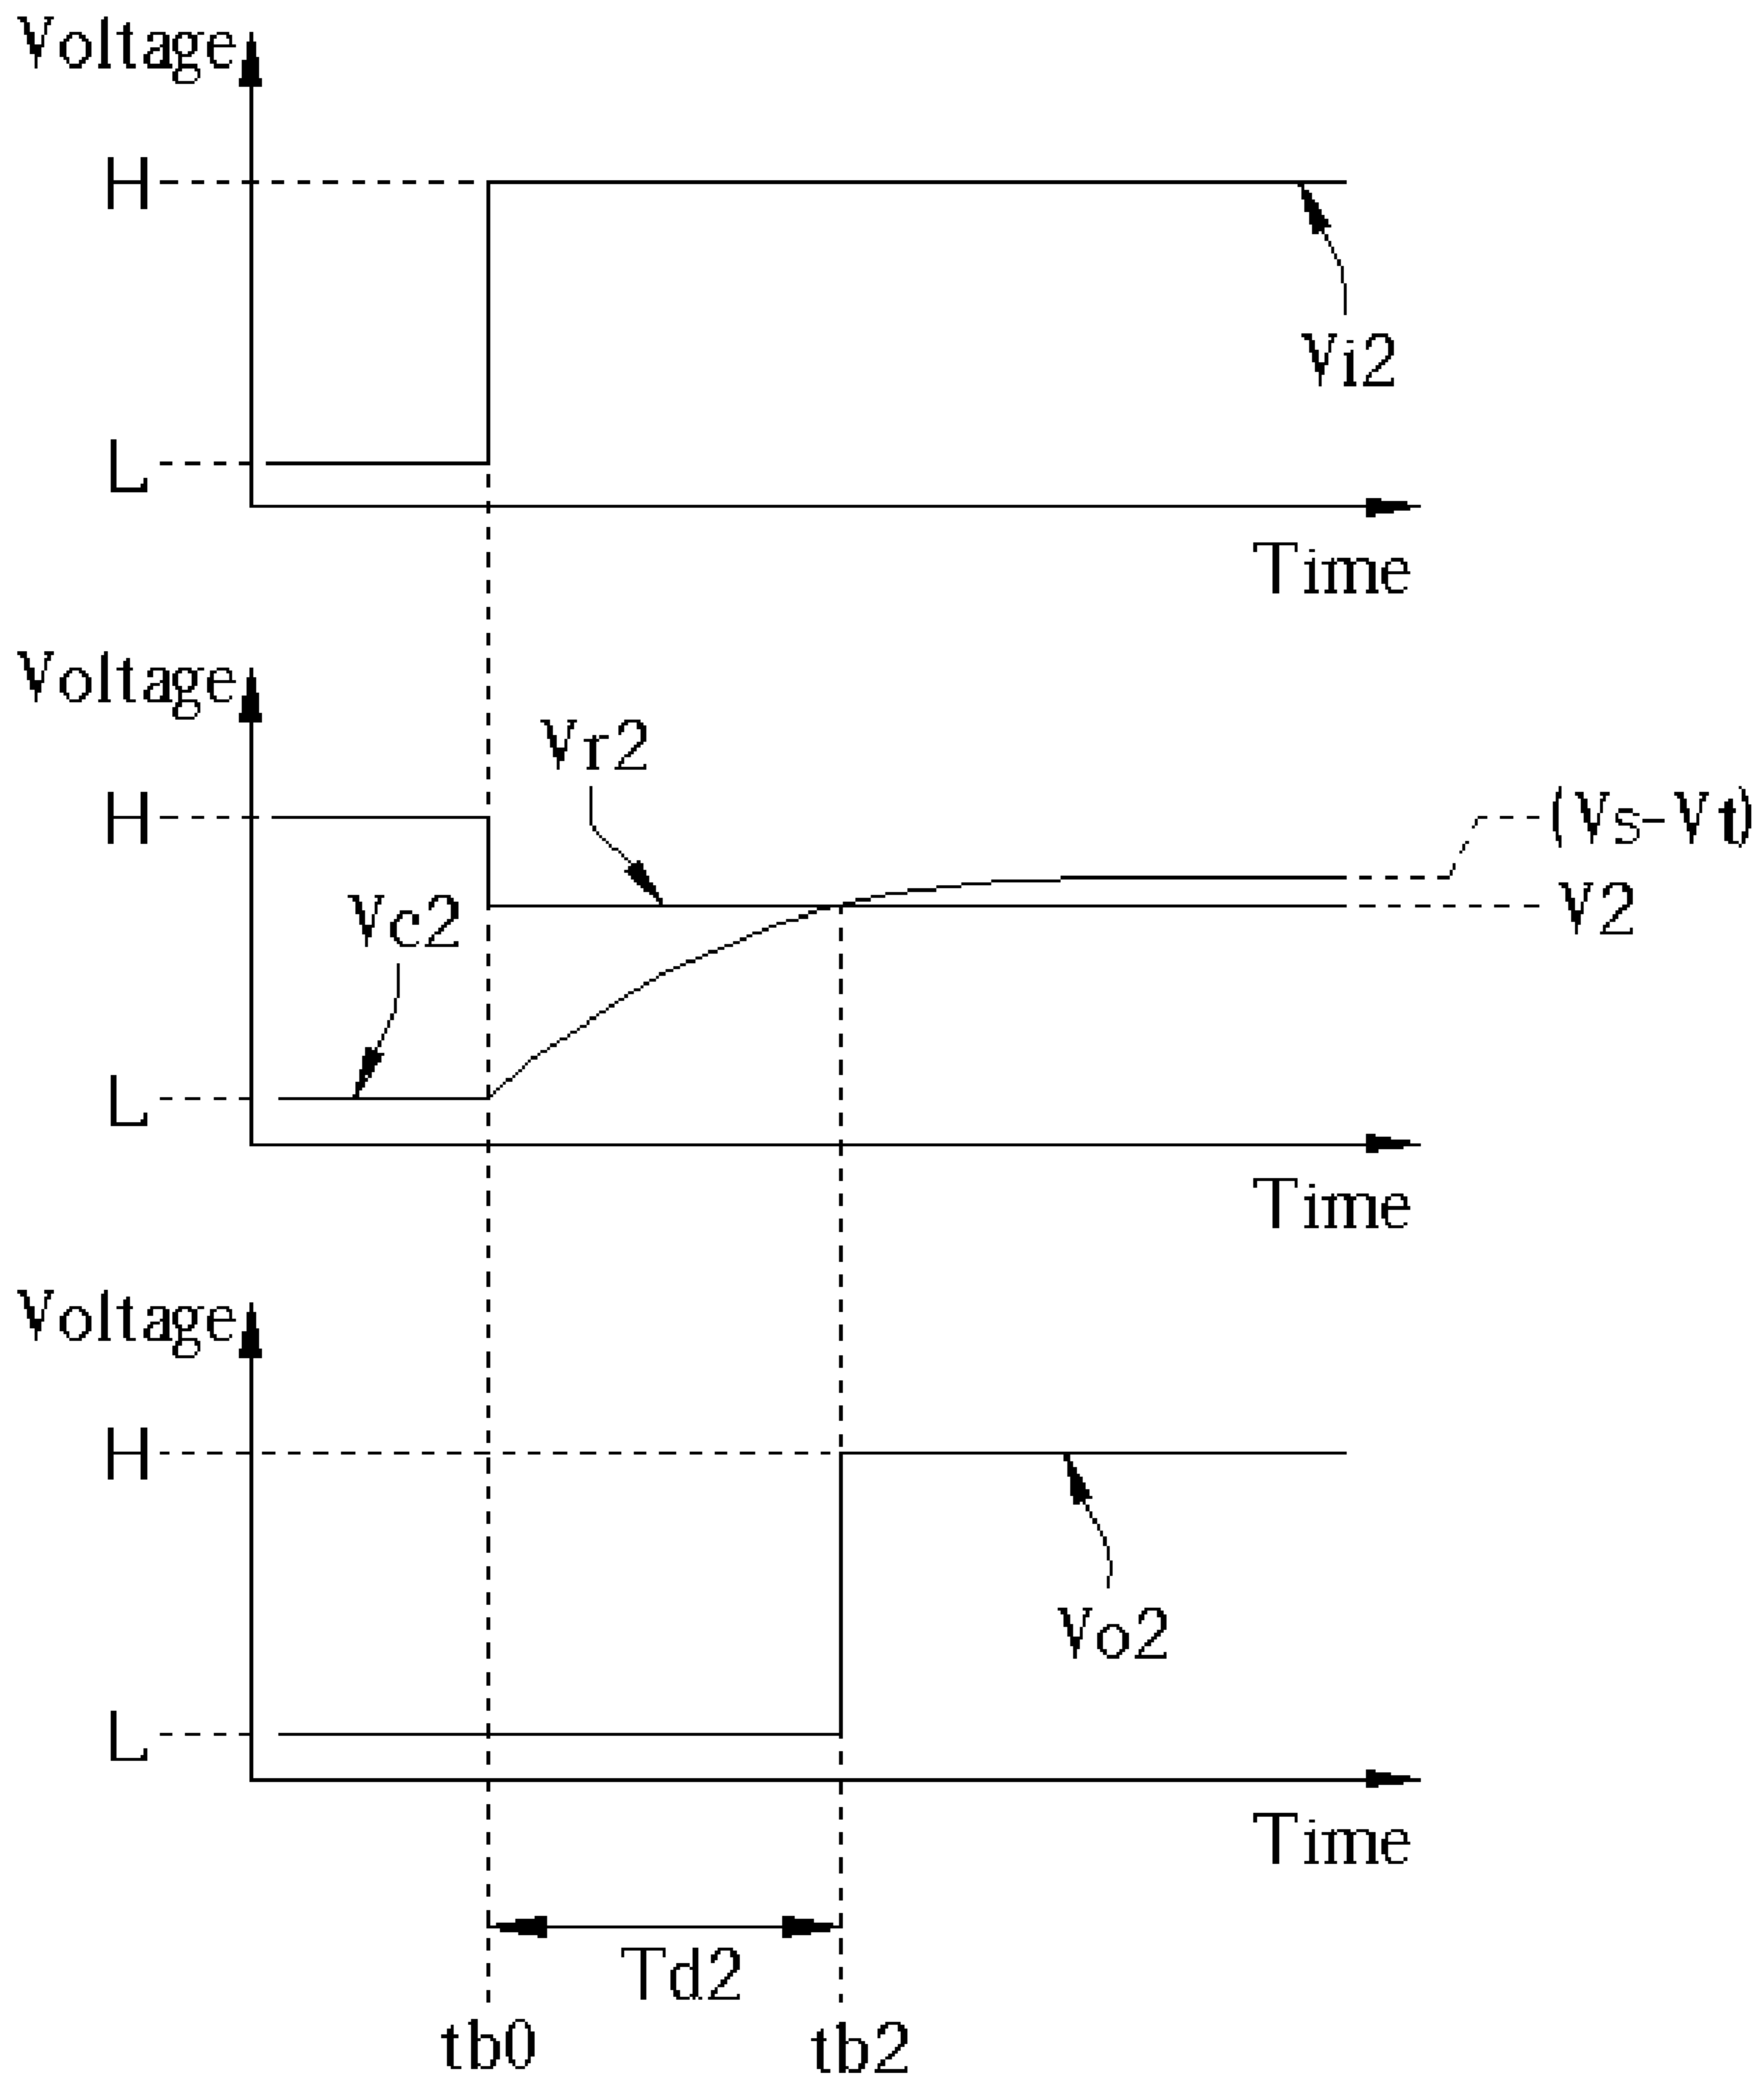 Voltage
H
L
Vi2
Time
Voltage
Vr2
H
(Vs-Vt)
V2
Vc2
L
Time
Voltage
H
Vo2
L
Time
Td2
tb0
tb2